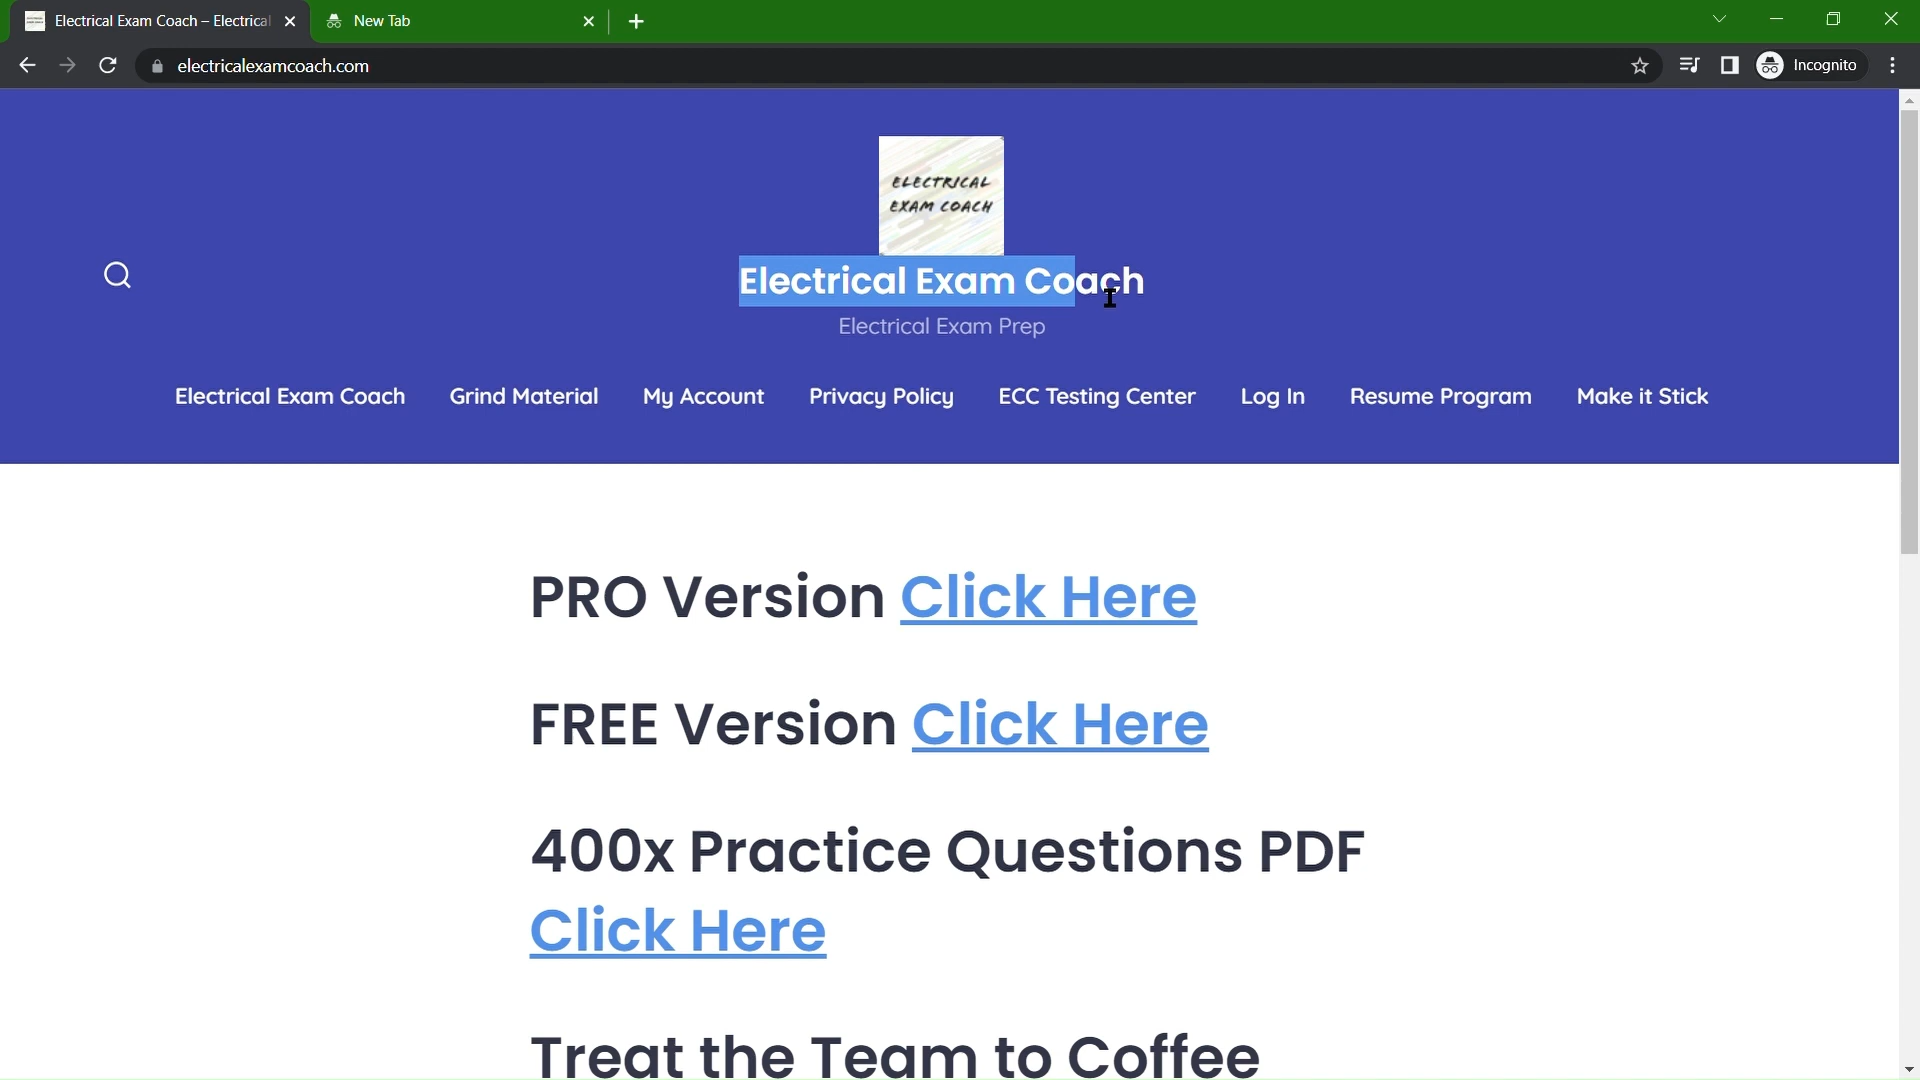 Electrical Exam Coach – Electrical
New Tab
electricalexamcoach.com
Incognito
ELECTRICAL
EXAM COACH
Electrical Exam Coach
Electrical Exam Prep
Electrical Exam Coach Grind Material My Account Privacy Policy ECC Testing Center Log In Resume Program Make it Stick
PRO Version Click Here
FREE Version Click Here
400x Practice Questions PDF
Click Here
Treat the Team to Coffee